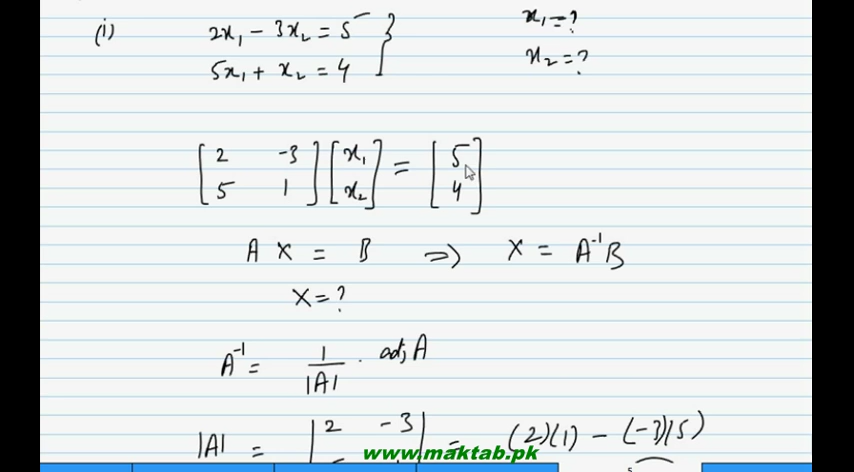 (i) 2x₁ - 3x₂ = 5 x₁ = ?
5x₁ + x₂ = 4 x₂ = ?
[2 -3] [x₁] = [5]
[5 1] [x₂] [4]
A X = B ⇒ X = A⁻¹B
X = ?
A⁻¹ = 1/|A| · adj A
|A| = |2 -3| = (2)(1) - (-3)(5)
www.maktab.pk